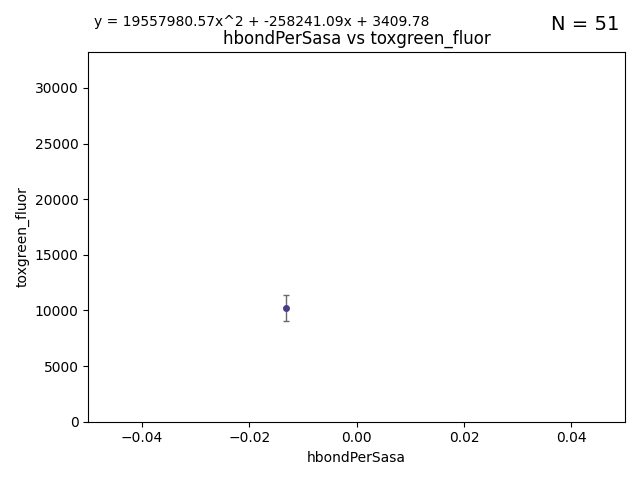 y = 19557980.57x^2 + -258241.09x + 3409.78
N = 51
hbondPerSasa vs toxgreen_fluor
30000
25000
20000
15000
10000
5000
0
toxgreen_fluor
−0.04
−0.02
0.00
0.02
0.04
hbondPerSasa